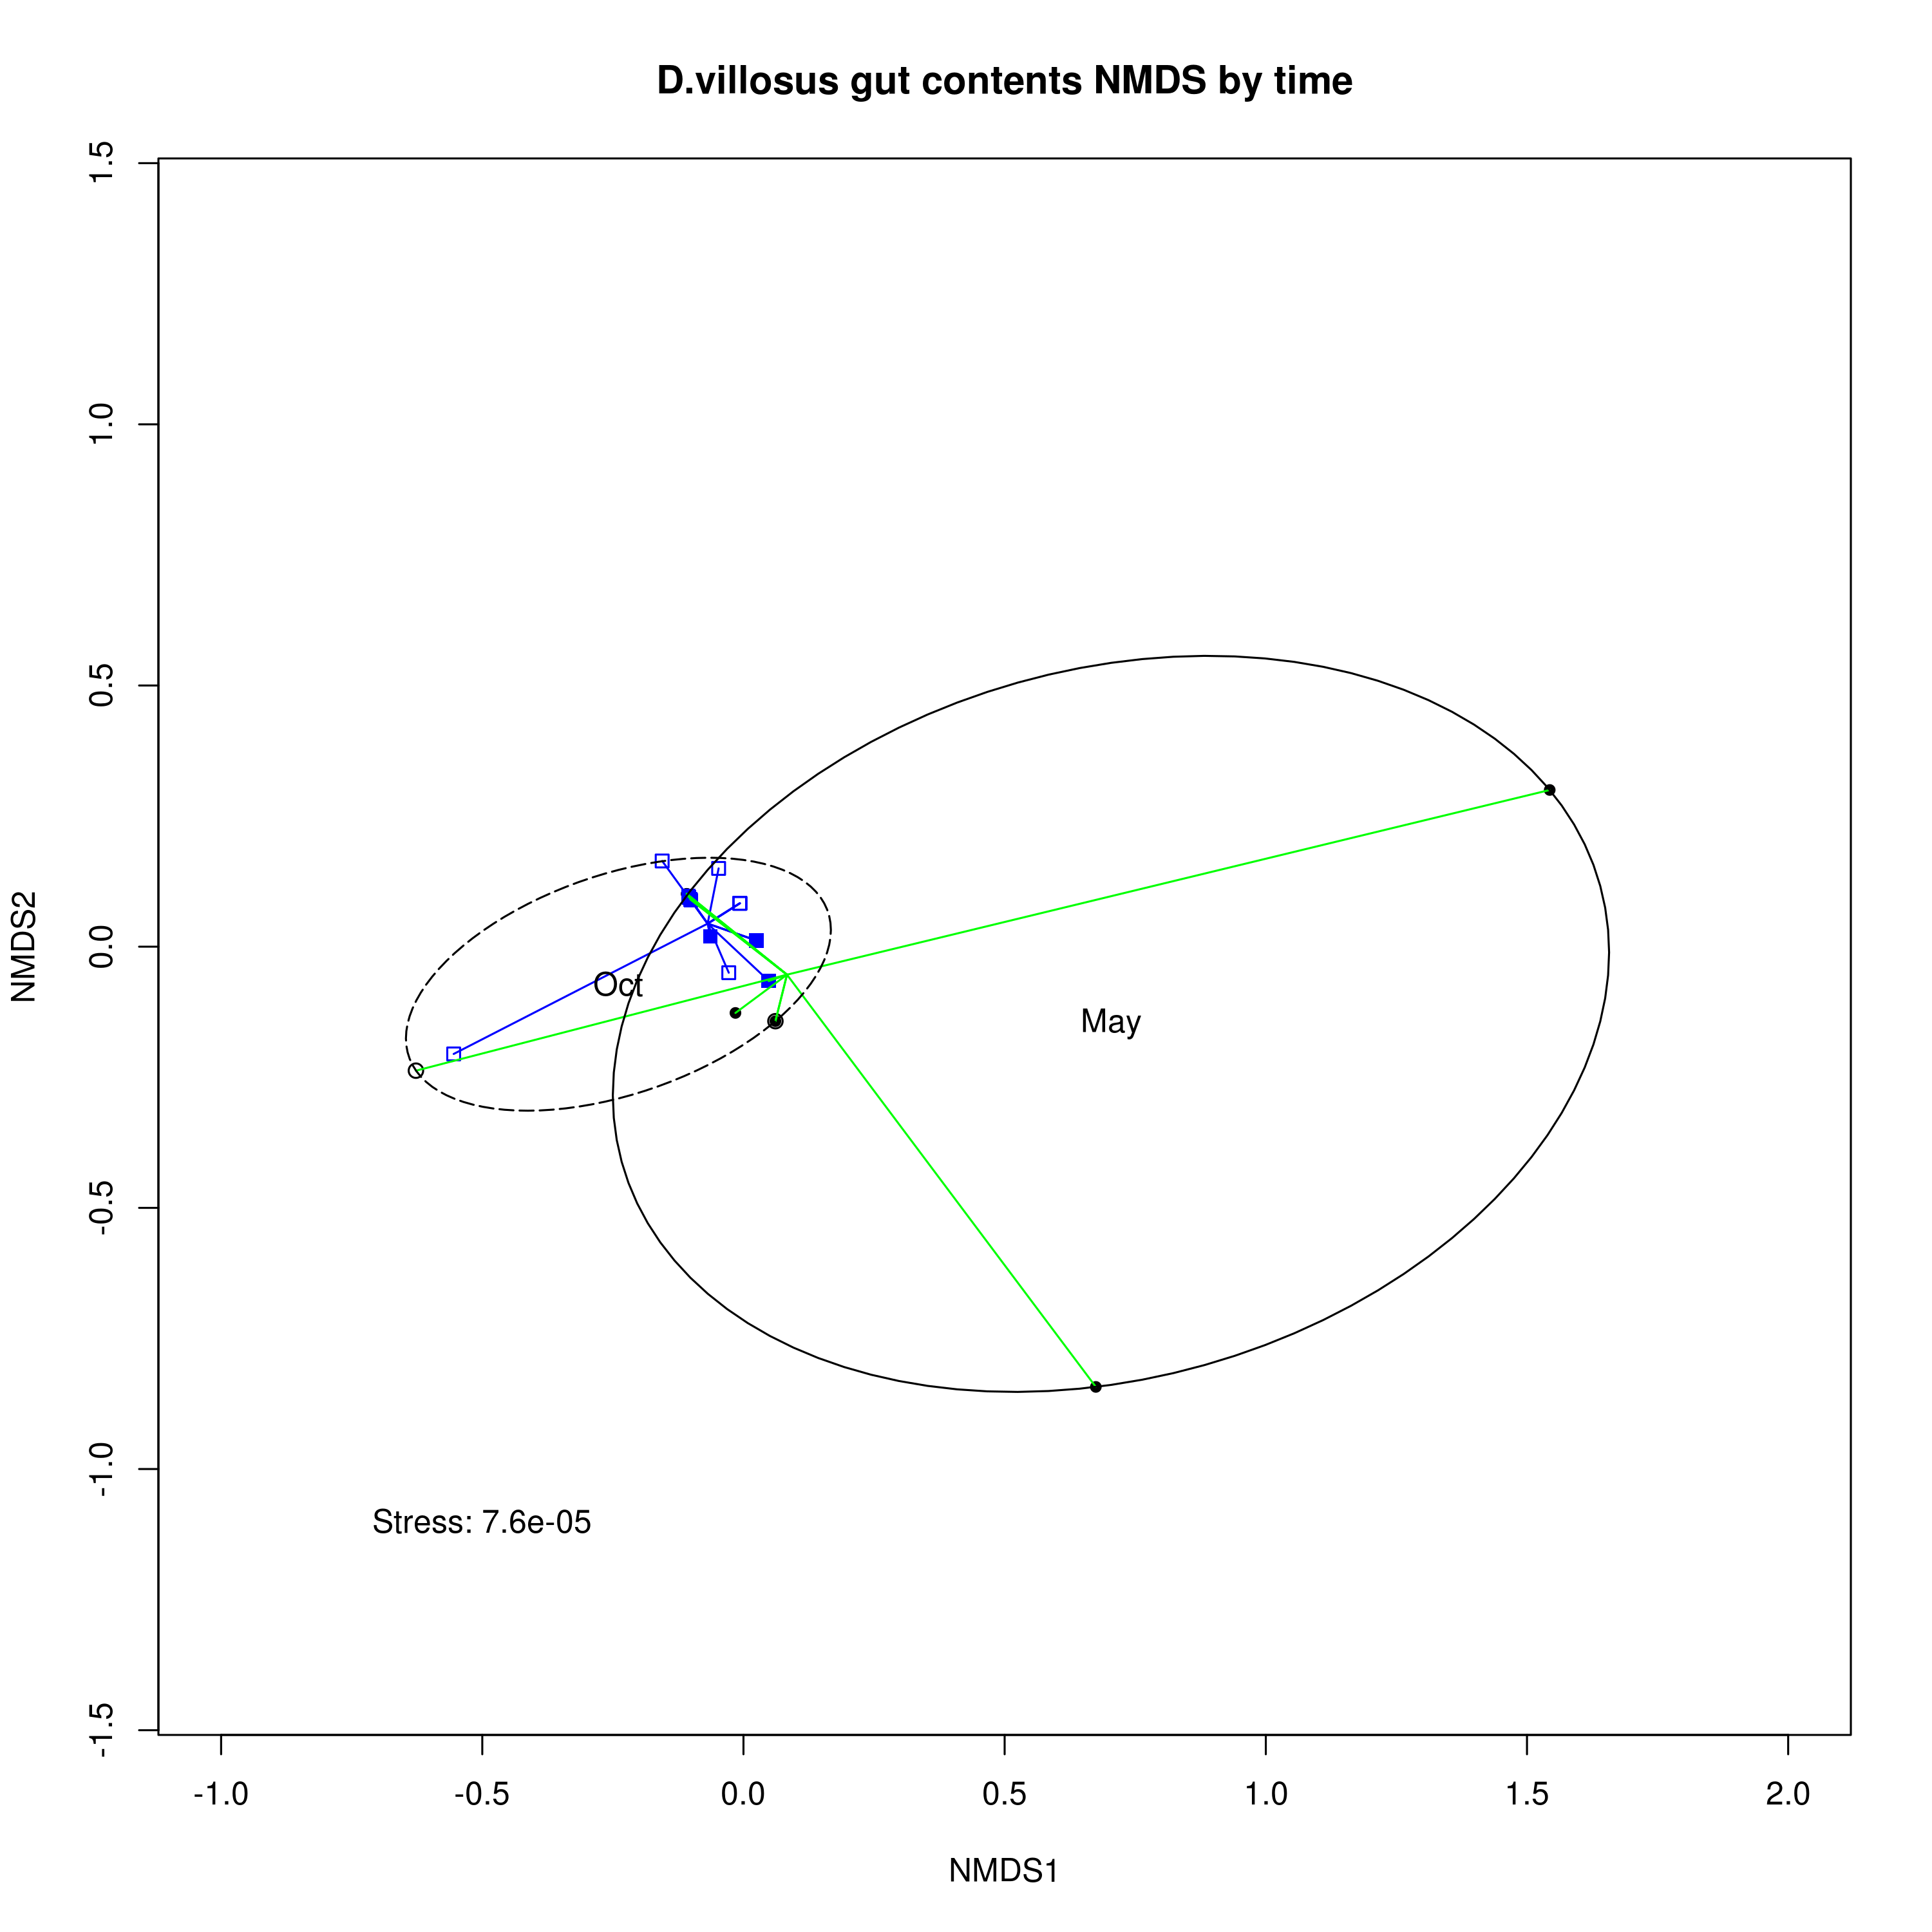 D.villosus gut contents NMDS by time
1.5
1.0
0.5
0.0
-0.5
-1.0
-1.5
NMDS2
Oct
May
Stress: 7.6e-05
-1.0 -0.5 0.0 0.5 1.0 1.5 2.0
NMDS1